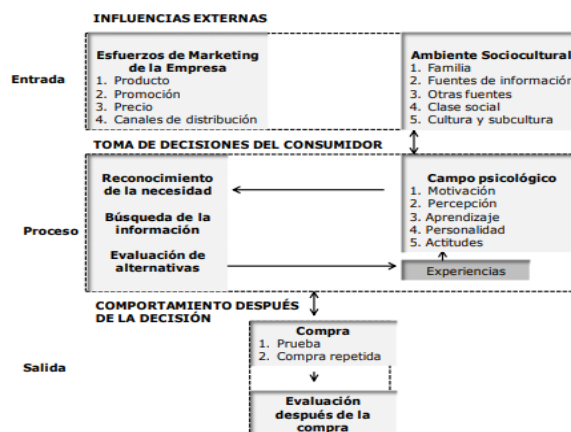 INFLUENCIAS EXTERNAS
Entrada
Esfuerzos de Marketing
de la Empresa
1. Producto
2. Promoción
3. Precio
4. Canales de distribución
Ambiente Sociocultural
1. Familia
2. Fuentes de información
3. Otras fuentes
4. Clase social
5. Cultura y subcultura
TOMA DE DECISIONES DEL CONSUMIDOR
Proceso
Reconocimiento
de la necesidad
Búsqueda de la
información
Evaluación de
alternativas
Campo psicológico
1. Motivación
2. Percepción
3. Aprendizaje
4. Personalidad
5. Actitudes
Experiencias
COMPORTAMIENTO DESPUÉS
DE LA DECISIÓN
Salida
Compra
1. Prueba
2. Compra repetida
Evaluación
después de la
compra